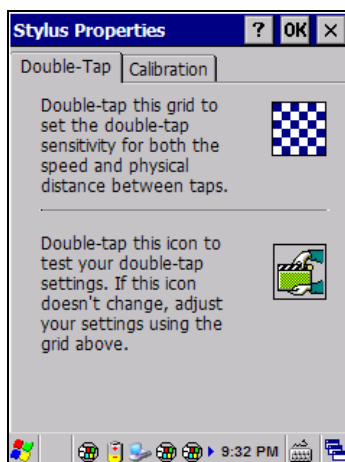 Stylus Properties ? OK ×
Double-Tap Calibration
Double-tap this grid to
set the double-tap
sensitivity for both the
speed and physical
distance between taps.
Double-tap this icon to
test your double-tap
settings. If this icon
doesn't change, adjust
your settings using the
grid above.
9:32 PM